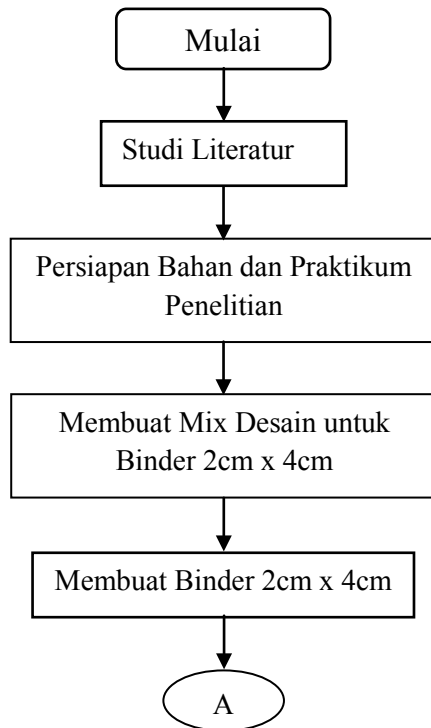 Mulai
Studi Literatur
Persiapan Bahan dan Praktikum
Penelitian
Membuat Mix Desain untuk
Binder 2cm x 4cm
Membuat Binder 2cm x 4cm
A